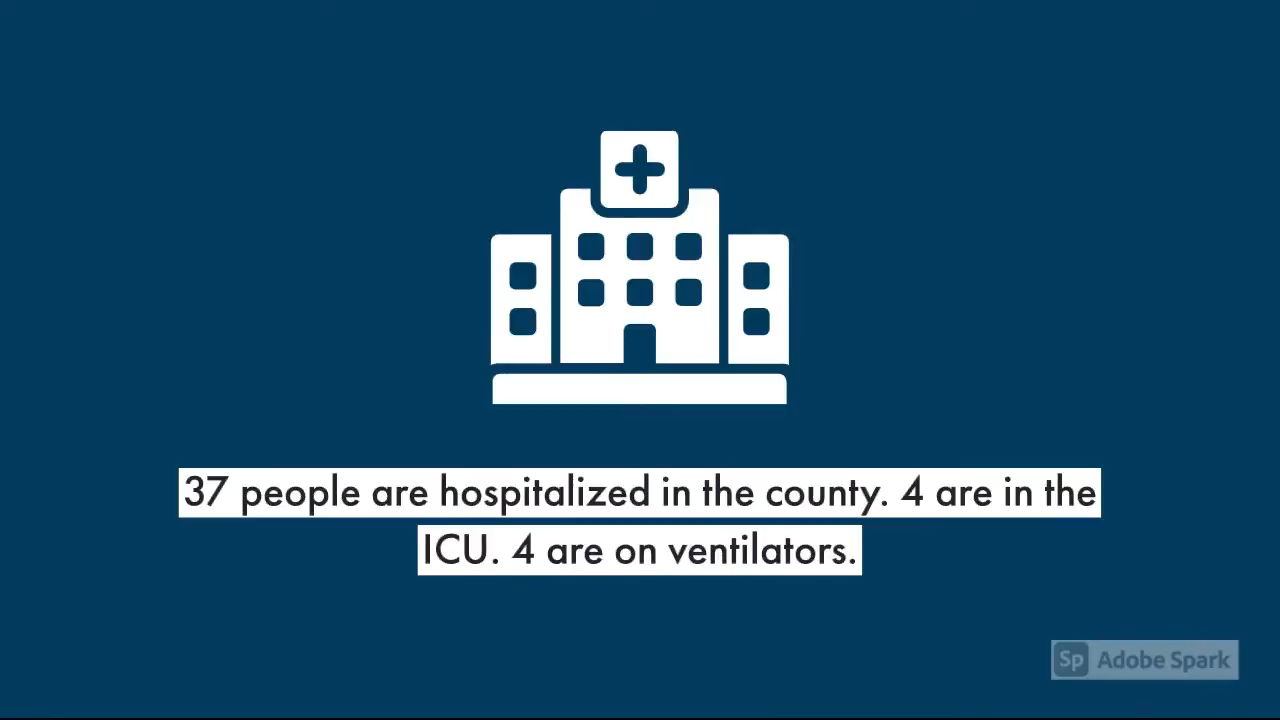 37 people are hospitalized in the county. 4 are in the
ICU. 4 are on ventilators.
Sp Adobe Spark